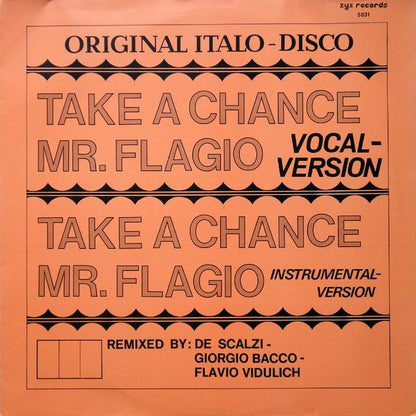 zyx records
5031
ORIGINAL ITALO-DISCO
TAKE A CHANCE
MR. FLAGIO VOCAL-
VERSION
TAKE A CHANCE
MR. FLAGIO INSTRUMENTAL-
VERSION
REMIXED BY: DE SCALZI -
GIORGIO BACCO -
FLAVIO VIDULICH